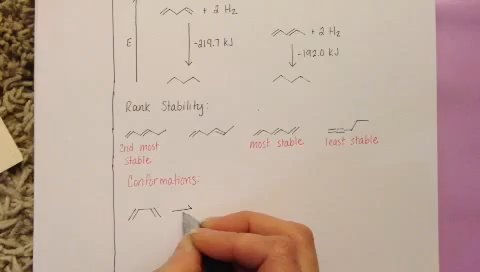 + 2 H₂
+ 2 H₂
E
-219.7 kJ
-192.0 kJ
Rank Stability:
2nd most
stable
most stable
least stable
Conformations: